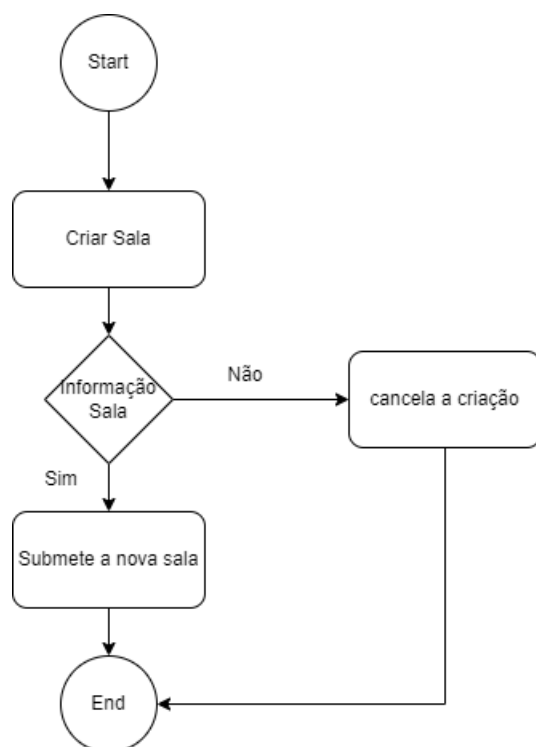 Start
Criar Sala
Informação
Sala
Não
cancela a criação
Sim
Submete a nova sala
End